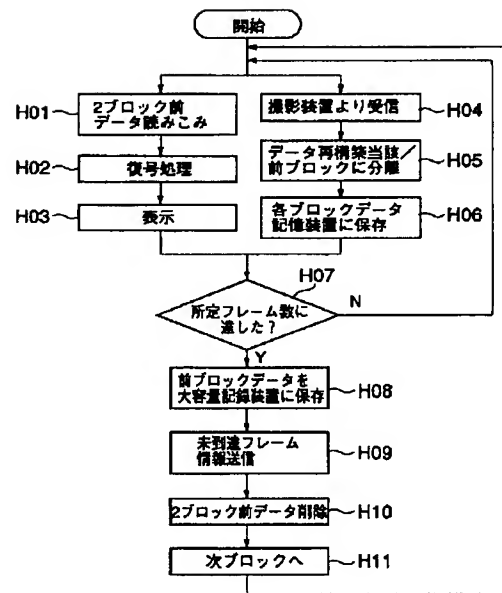 開始
H01
2ブロック前
データ読みこみ
H02
復号処理
H03
表示
撮影装置より受信
H04
データ再構築当該／
前ブロックに分離
H05
各ブロックデータ
記憶装置に保存
H06
H07
所定フレーム数に
達した？
N
Y
前ブロックデータを
大容量記録装置に保存
H08
未到達フレーム
情報送信
H09
2ブロック前データ削除
H10
次ブロックへ
H11